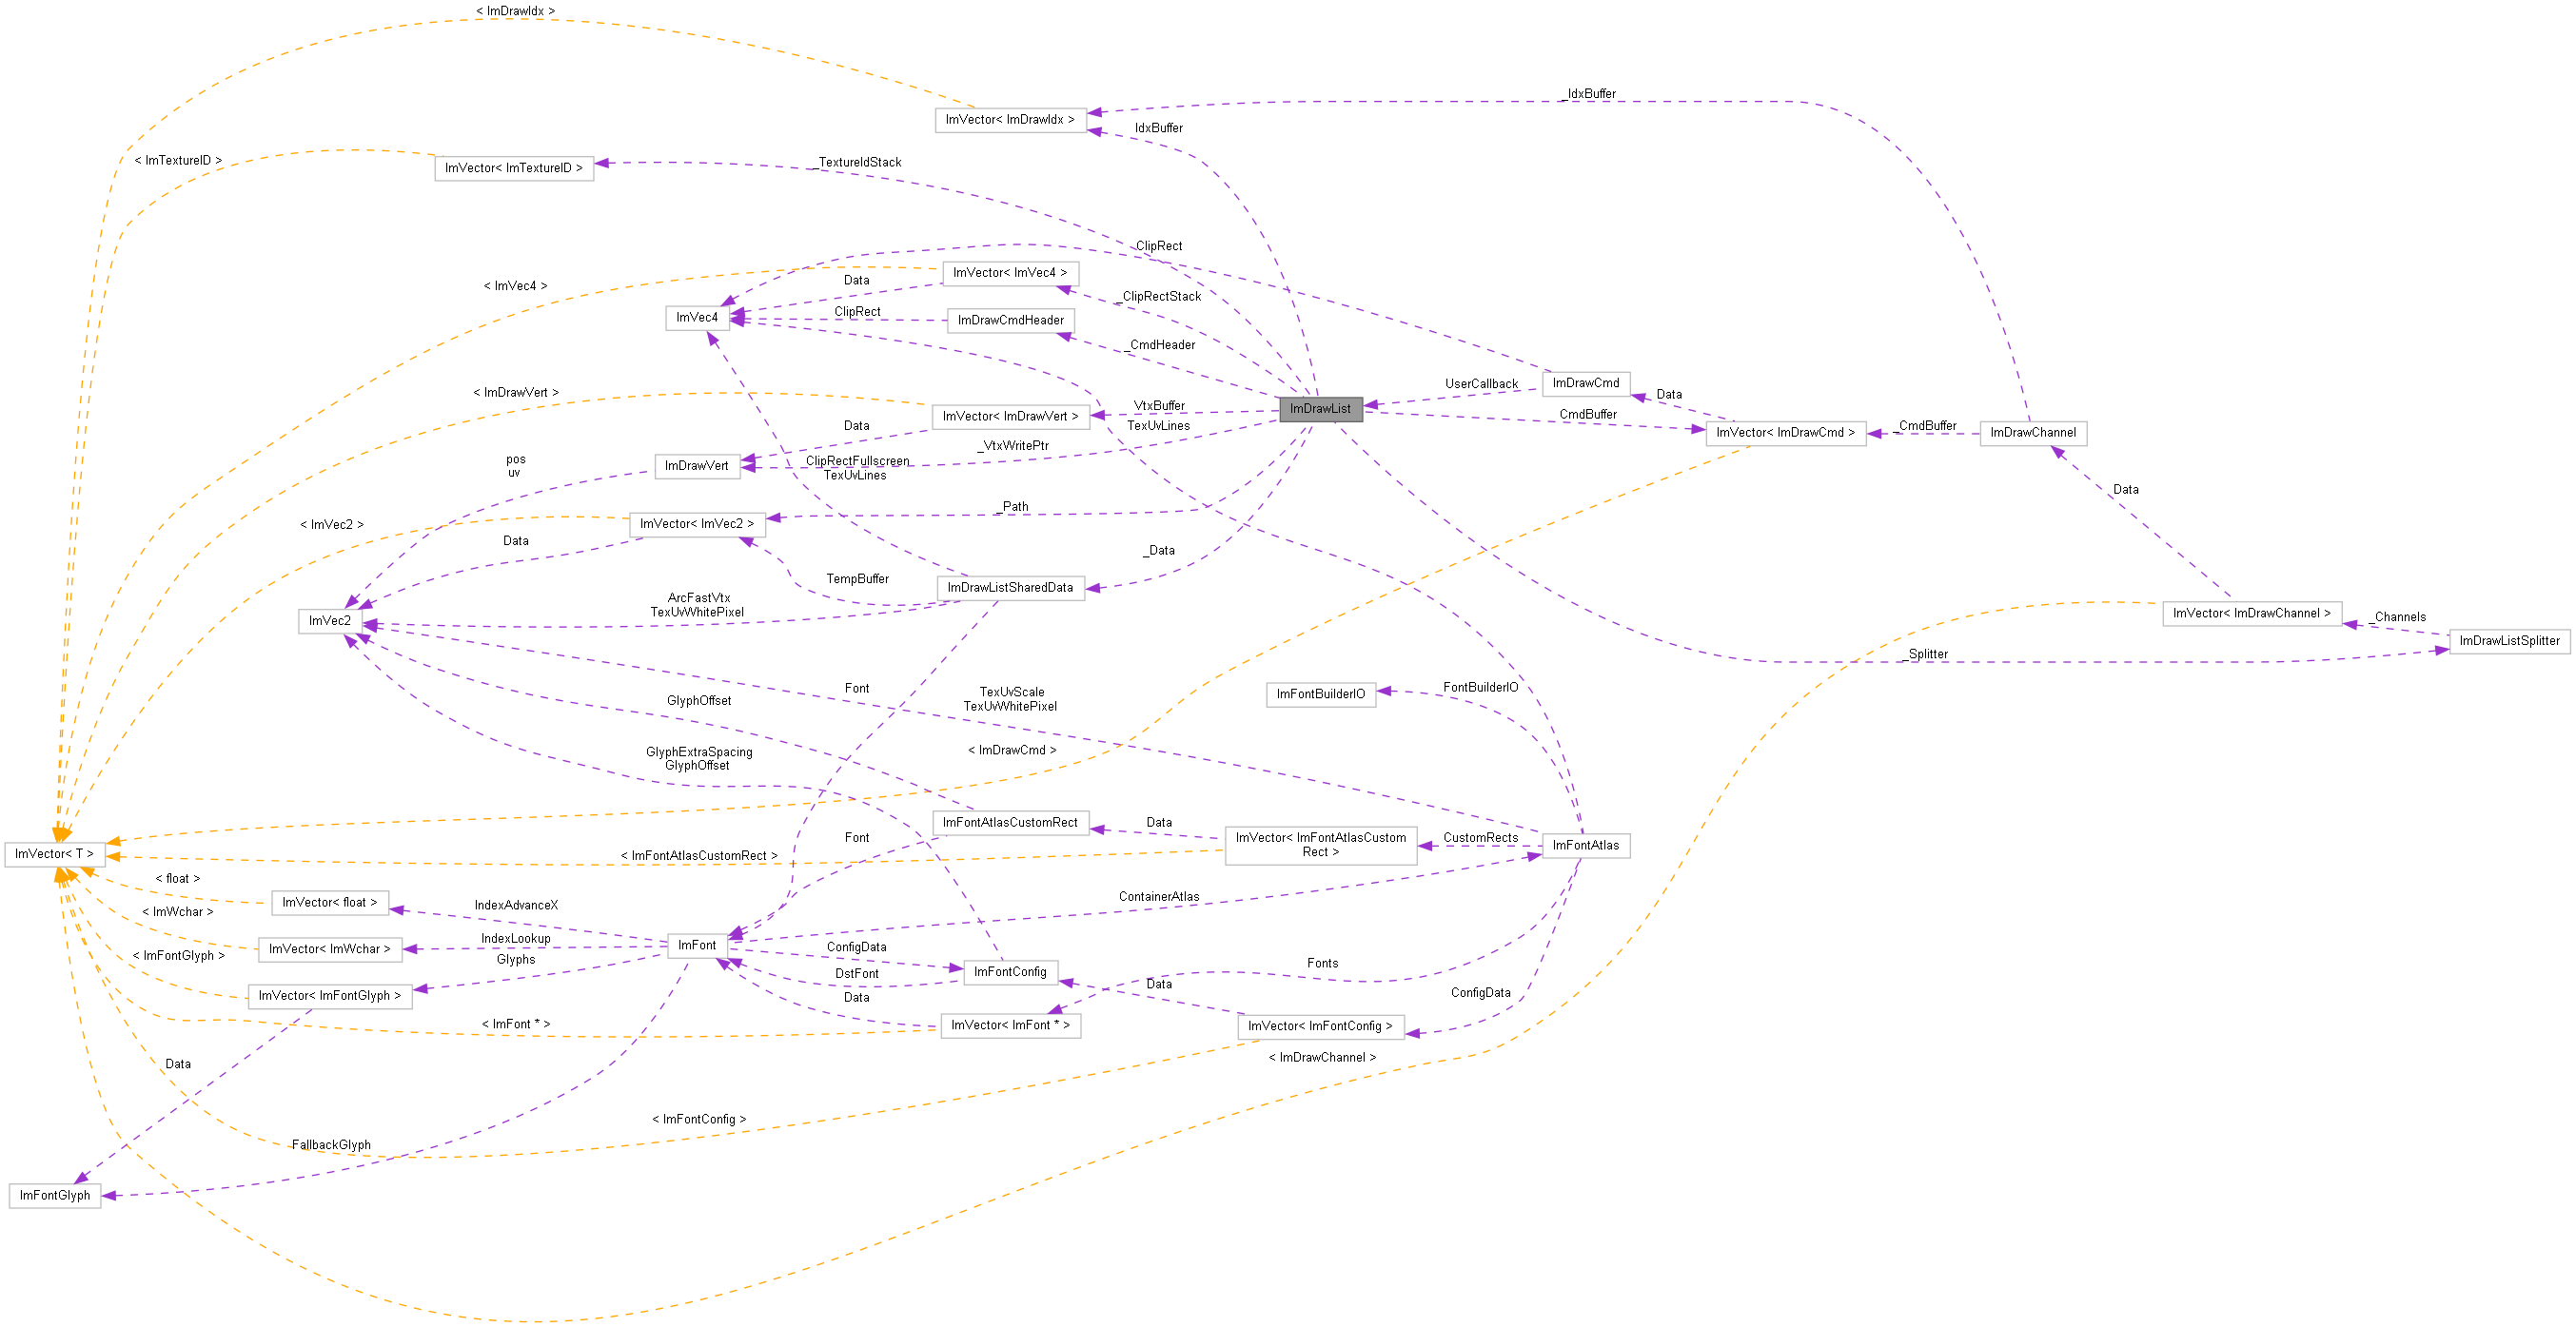 < ImDrawIdx >
_IdxBuffer
ImVector< ImDrawIdx >
IdxBuffer
< ImTextureID >
ImVector< ImTextureID >
_TextureIdStack
ClipRect
ImVector< ImVec4 >
Data
< ImVec4 >
_ClipRectStack
ImVec4
ClipRect
ImDrawCmdHeader
_CmdHeader
ImDrawCmd
UserCallback
Data
< ImDrawVert >
ImVector< ImDrawVert >
VtxBuffer
ImDrawList
CmdBuffer
TexUvLines
Data
ImVector< ImDrawCmd >
_CmdBuffer
ImDrawChannel
_VtxWritePtr
pos
uv
ImDrawVert
ClipRectFullscreen
TexUvLines
Data
_Path
< ImVec2 >
ImVector< ImVec2 >
Data
_Data
TempBuffer
ImDrawListSharedData
ArcFastVtx
TexUvWhitePixel
ImVec2
ImVector< ImDrawChannel >
_Channels
ImDrawListSplitter
_Splitter
Font
TexUvScale
TexUvWhitePixel
ImFontBuilderIO
FontBuilderIO
GlyphOffset
GlyphExtraSpacing
GlyphOffset
< ImDrawCmd >
ImFontAtlasCustomRect
Data
ImVector< ImFontAtlasCustom
Rect >
CustomRects
ImFontAtlas
Font
ImVector< T >
< ImFontAtlasCustomRect >
< float >
ImVector< float >
IndexAdvanceX
ContainerAtlas
< ImWchar >
ImVector< ImWchar >
IndexLookup
ImFont
ConfigData
< ImFontGlyph >
Glyphs
DstFont
ImFontConfig
Fonts
ImVector< ImFontGlyph >
Data
Data
ConfigData
< ImFont * >
ImVector< ImFont * >
ImVector< ImFontConfig >
< ImDrawChannel >
Data
< ImFontConfig >
FallbackGlyph
ImFontGlyph